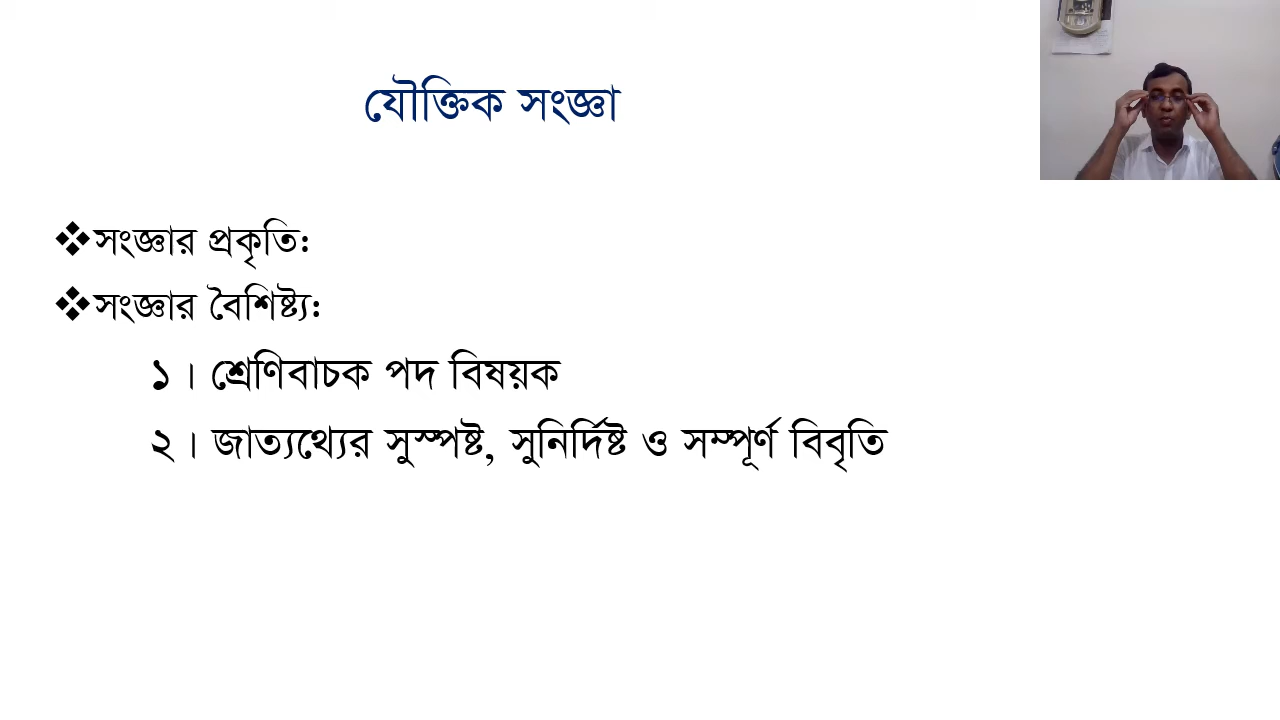 যৌক্তিক সংজ্ঞা
❖সংজ্ঞার প্রকৃতি:
❖সংজ্ঞার বৈশিষ্ট্য:
১। শ্রেণিবাচক পদ বিষয়ক
২। জাত্যর্থ্যের সুস্পষ্ট, সুনির্দিষ্ট ও সম্পূর্ণ বিবৃতি